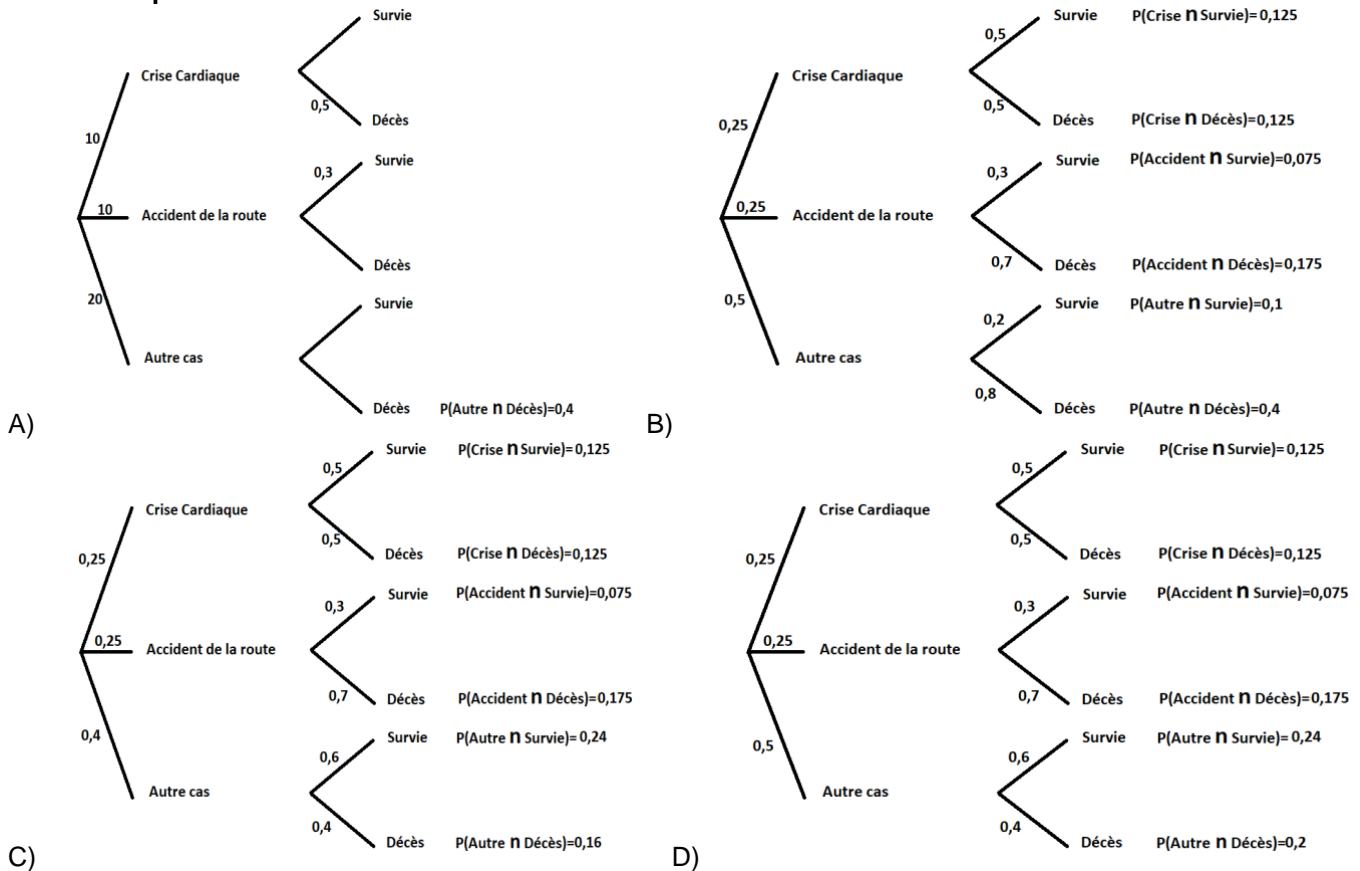 Survie
Crise Cardiaque
0,5
Décès
10
Survie
0,3
10
Accident de la route
Décès
20
Survie
Autre cas
Décès P(Autre n Décès)=0,4
A)
Survie P(Crise n Survie)=0,125
0,5
Crise Cardiaque
0,5
0,25
Décès P(Crise n Décès)=0,125
Survie P(Accident n Survie)=0,075
0,3
0,25
Accident de la route
0,7
Décès P(Accident n Décès)=0,175
0,5
Survie P(Autre n Survie)=0,1
0,2
Autre cas
0,8
Décès P(Autre n Décès)=0,4
B)
Survie P(Crise n Survie)=0,125
0,5
Crise Cardiaque
0,5
0,25
Décès P(Crise n Décès)=0,125
Survie P(Accident n Survie)=0,075
0,3
0,25
Accident de la route
0,7
Décès P(Accident n Décès)=0,175
0,4
Survie P(Autre n Survie)= 0,24
0,6
Autre cas
0,4
Décès P(Autre n Décès)=0,16
C)
Survie P(Crise n Survie)=0,125
0,5
Crise Cardiaque
0,5
0,25
Décès P(Crise n Décès)=0,125
Survie P(Accident n Survie)=0,075
0,3
0,25
Accident de la route
0,7
Décès P(Accident n Décès)=0,175
0,5
Survie P(Autre n Survie)= 0,24
0,6
Autre cas
0,4
Décès P(Autre n Décès)=0,2
D)